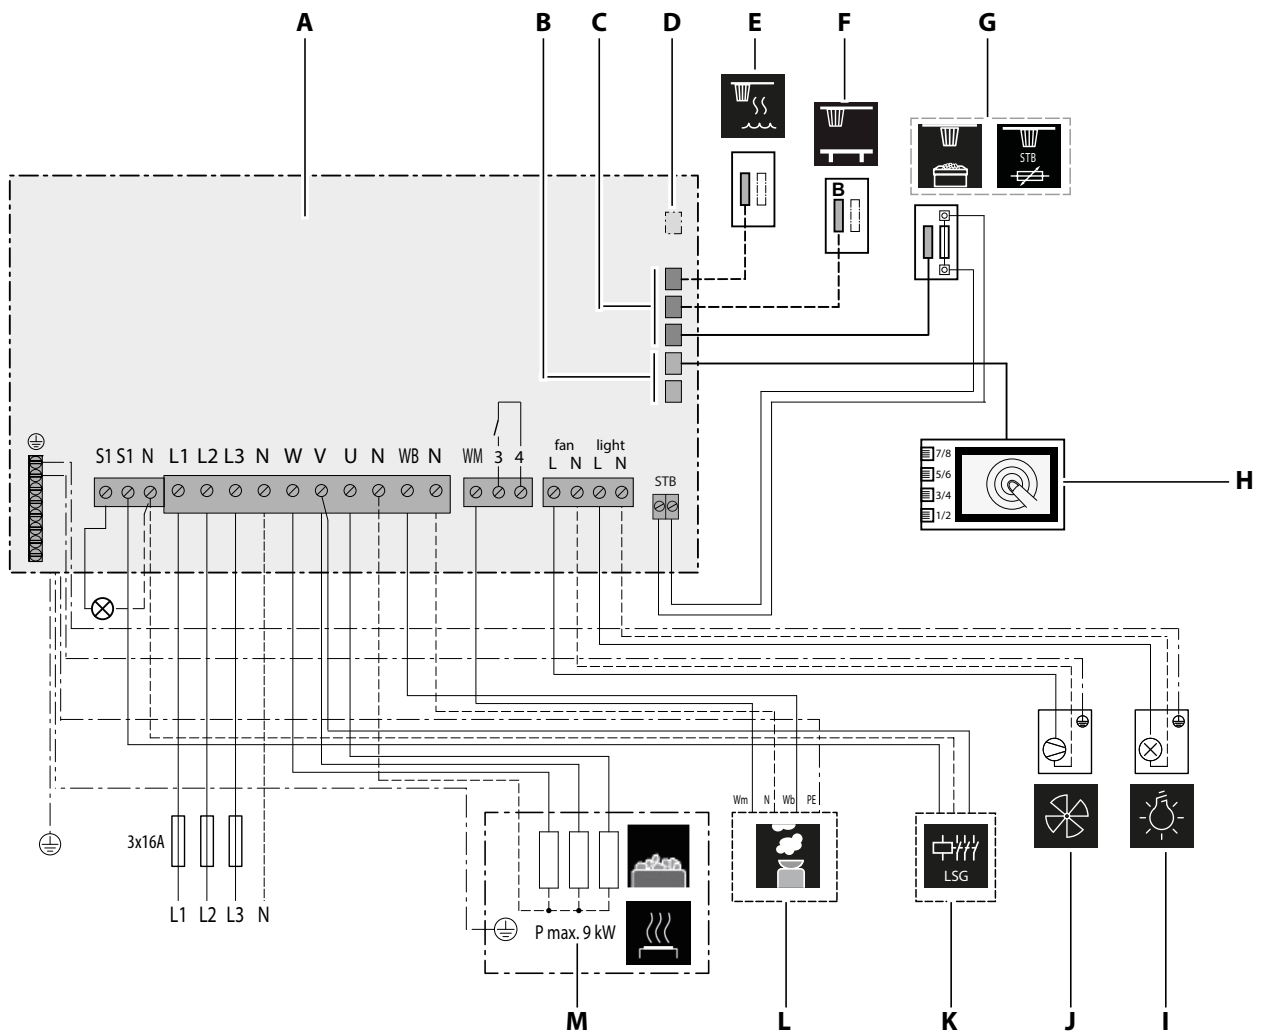 A B C D E F G
STB
B
7/8
5/6
3/4
1/2
H
fan light
S1 S1 N L1 L2 L3 N W V U N WB N WM 3 4 L N L N
STB
3x16A
L1 L2 L3 N
Wm N Wb PE
LSG
P max. 9 kW
M L K J I